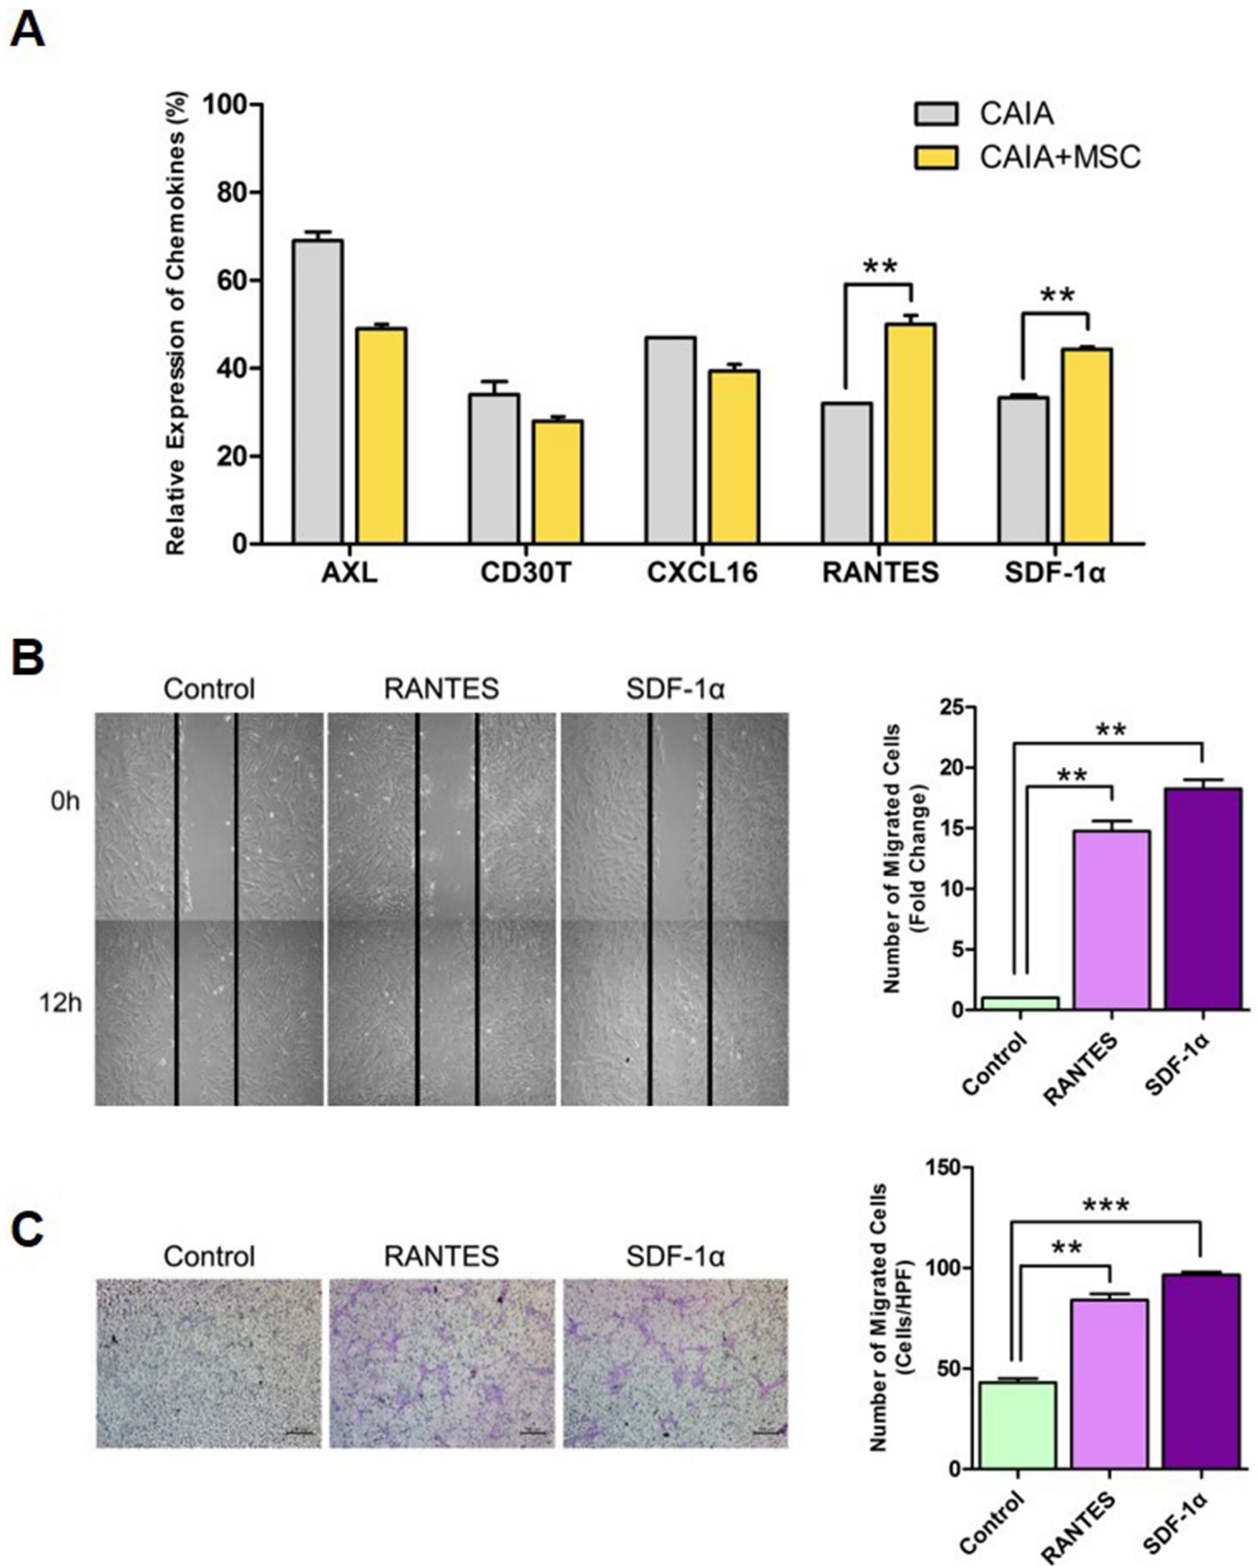 A
Relative Expression of Chemokines (%)
100
80
60
40
20
0
CAIA
CAIA+MSC
**
**
AXL
CD30T
CXCL16
RANTES
SDF-1α
B
Control
RANTES
SDF-1α
0h
12h
Number of Migrated Cells
(Fold Change)
25
20
15
10
5
0
**
**
Control
RANTES
SDF-1α
C
Control
RANTES
SDF-1α
Number of Migrated Cells
(Cells/HPF)
150
100
50
0
***
**
Control
RANTES
SDF-1α